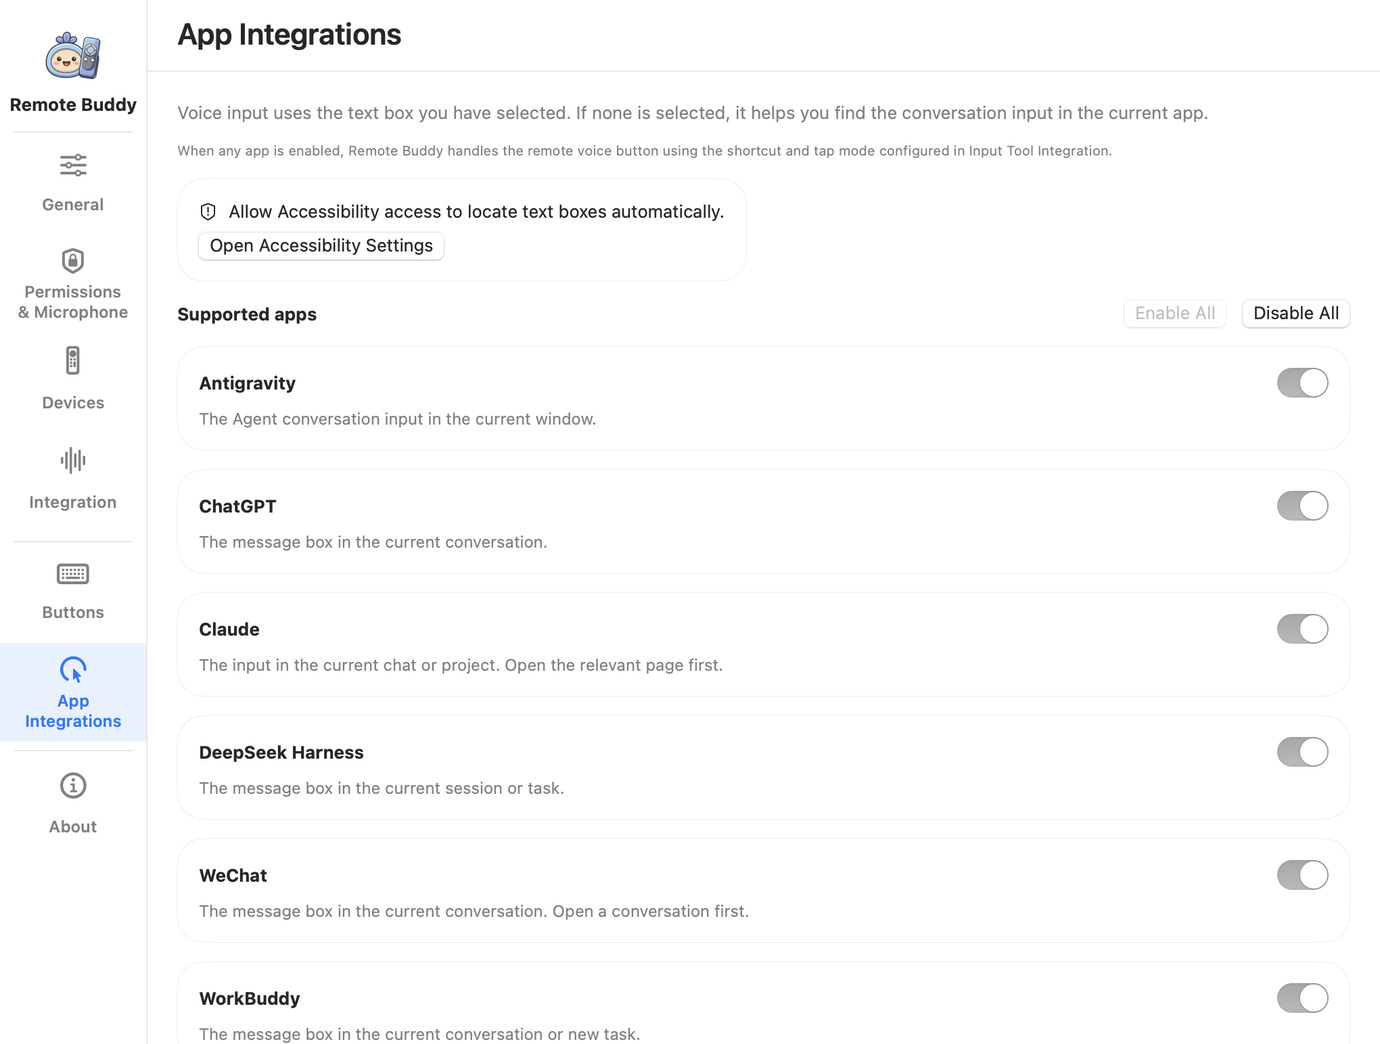 Remote Buddy
General
Permissions
& Microphone
Devices
Integration
Buttons
App
Integrations
About
App Integrations
Voice input uses the text box you have selected. If none is selected, it helps you find the conversation input in the current app.
When any app is enabled, Remote Buddy handles the remote voice button using the shortcut and tap mode configured in Input Tool Integration.
Allow Accessibility access to locate text boxes automatically.
Open Accessibility Settings
Supported apps
Enable All
Disable All
Antigravity
The Agent conversation input in the current window.
ChatGPT
The message box in the current conversation.
Claude
The input in the current chat or project. Open the relevant page first.
DeepSeek Harness
The message box in the current session or task.
WeChat
The message box in the current conversation. Open a conversation first.
WorkBuddy
The message box in the current conversation or new task.